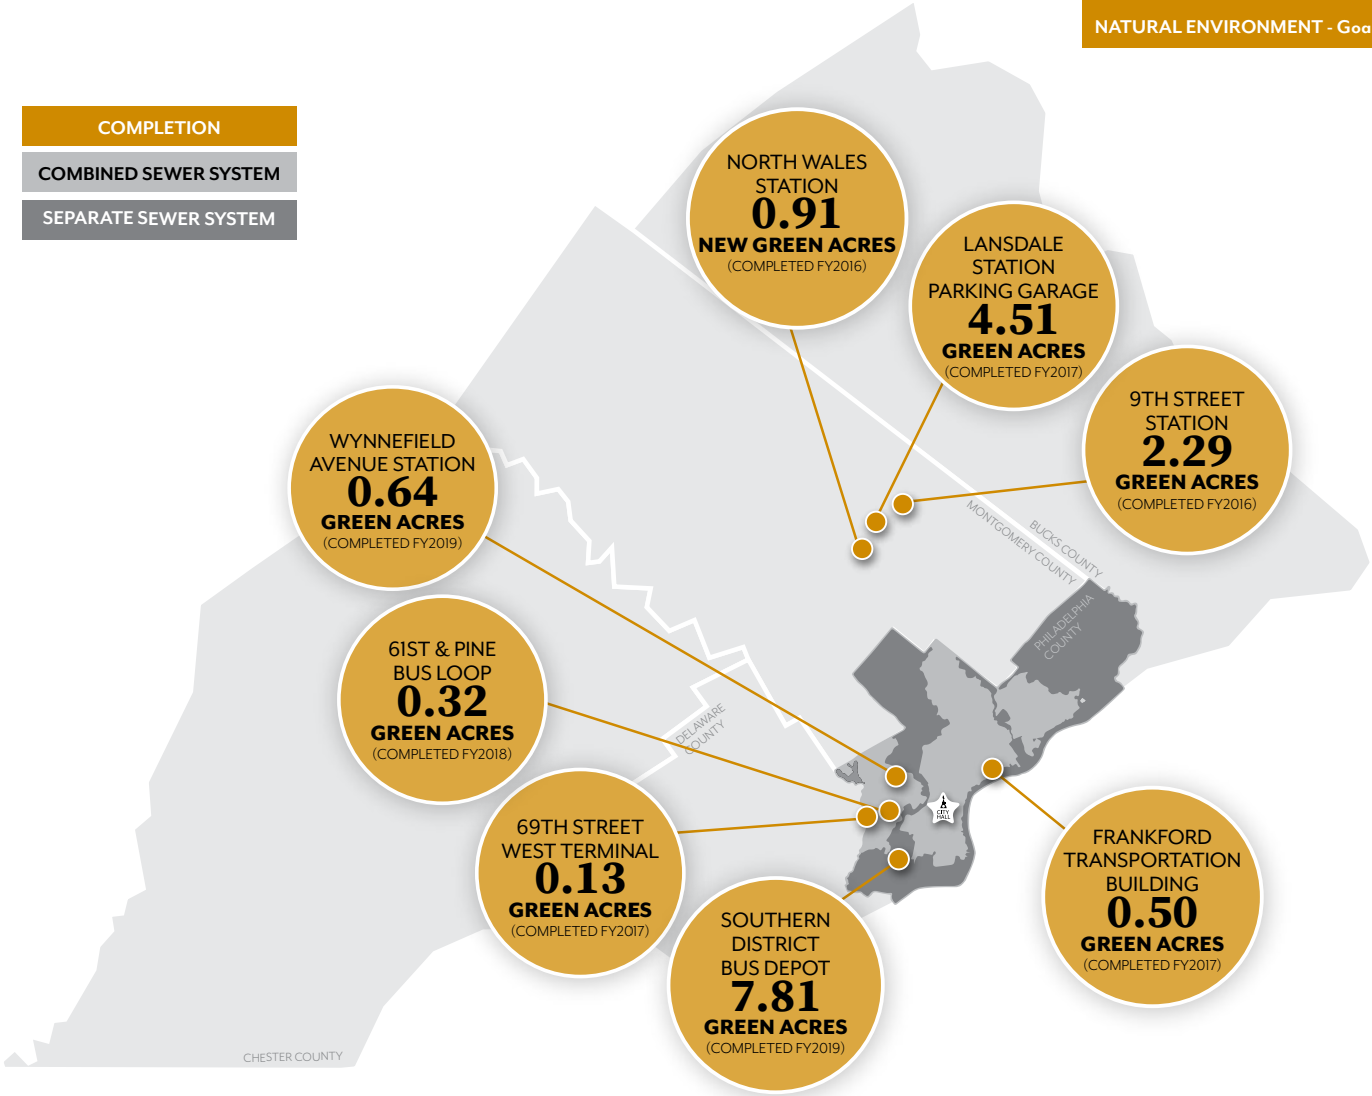 NATURAL ENVIRONMENT - Goa
COMPLETION
COMBINED SEWER SYSTEM
SEPARATE SEWER SYSTEM
NORTH WALES
STATION
0.91
NEW GREEN ACRES
(COMPLETED FY2016)
LANSDALE
STATION
PARKING GARAGE
4.51
GREEN ACRES
(COMPLETED FY2017)
9TH STREET
STATION
2.29
GREEN ACRES
(COMPLETED FY2016)
WYNNEFIELD
AVENUE STATION
0.64
GREEN ACRES
(COMPLETED FY2019)
MONTGOMERY COUNTY
BUCKS COUNTY
PHILADELPHIA
COUNTY
61ST & PINE
BUS LOOP
0.32
GREEN ACRES
(COMPLETED FY2018)
DELAWARE
COUNTY
CITY
HALL
69TH STREET
WEST TERMINAL
0.13
GREEN ACRES
(COMPLETED FY2017)
FRANKFORD
TRANSPORTATION
BUILDING
0.50
GREEN ACRES
(COMPLETED FY2017)
SOUTHERN
DISTRICT
BUS DEPOT
7.81
GREEN ACRES
(COMPLETED FY2019)
CHESTER COUNTY